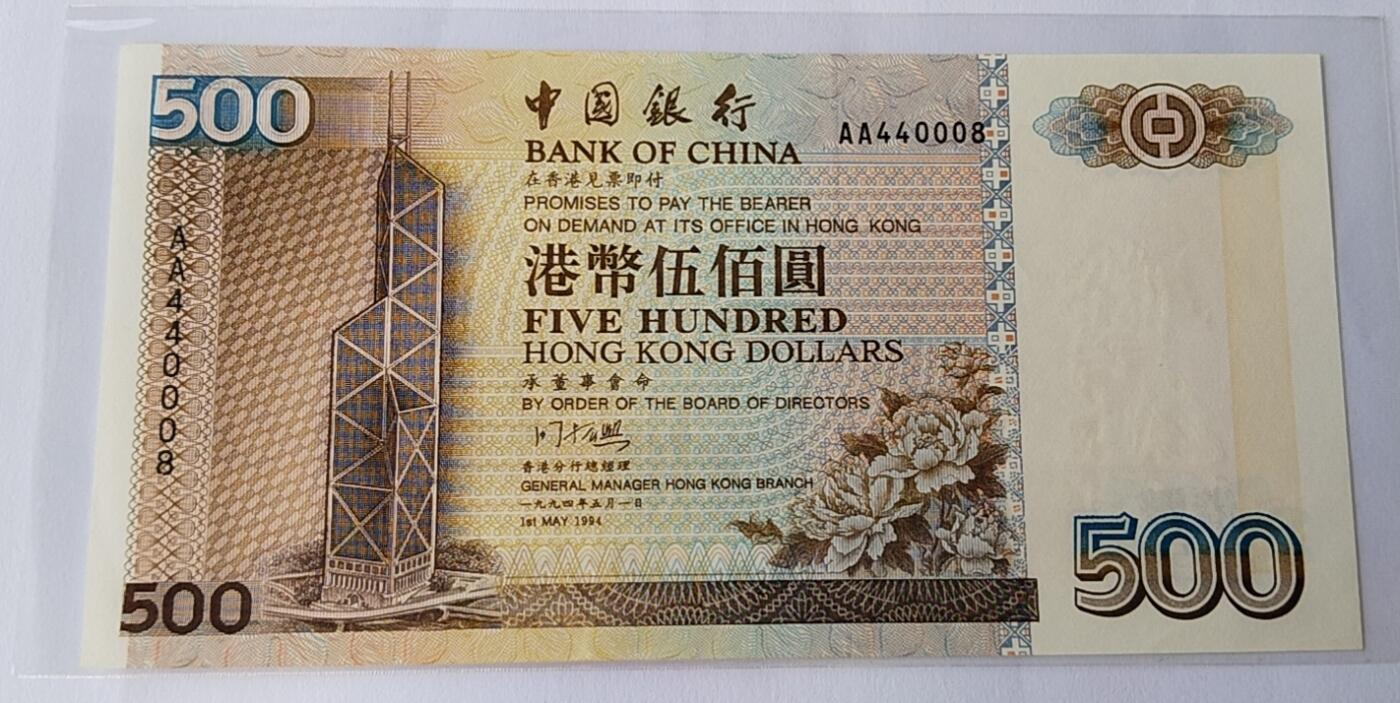 500
中國銀行
AA440008
BANK OF CHINA
在香港見票即付
PROMISES TO PAY THE BEARER
ON DEMAND AT ITS OFFICE IN HONG KONG
港幣伍佰圓
FIVE HUNDRED
HONG KONG DOLLARS
承董事會命
BY ORDER OF THE BOARD OF DIRECTORS
香港分行總經理
GENERAL MANAGER HONG KONG BRANCH
一九九四年五月一日
1st MAY 1994
AA440008
500
500